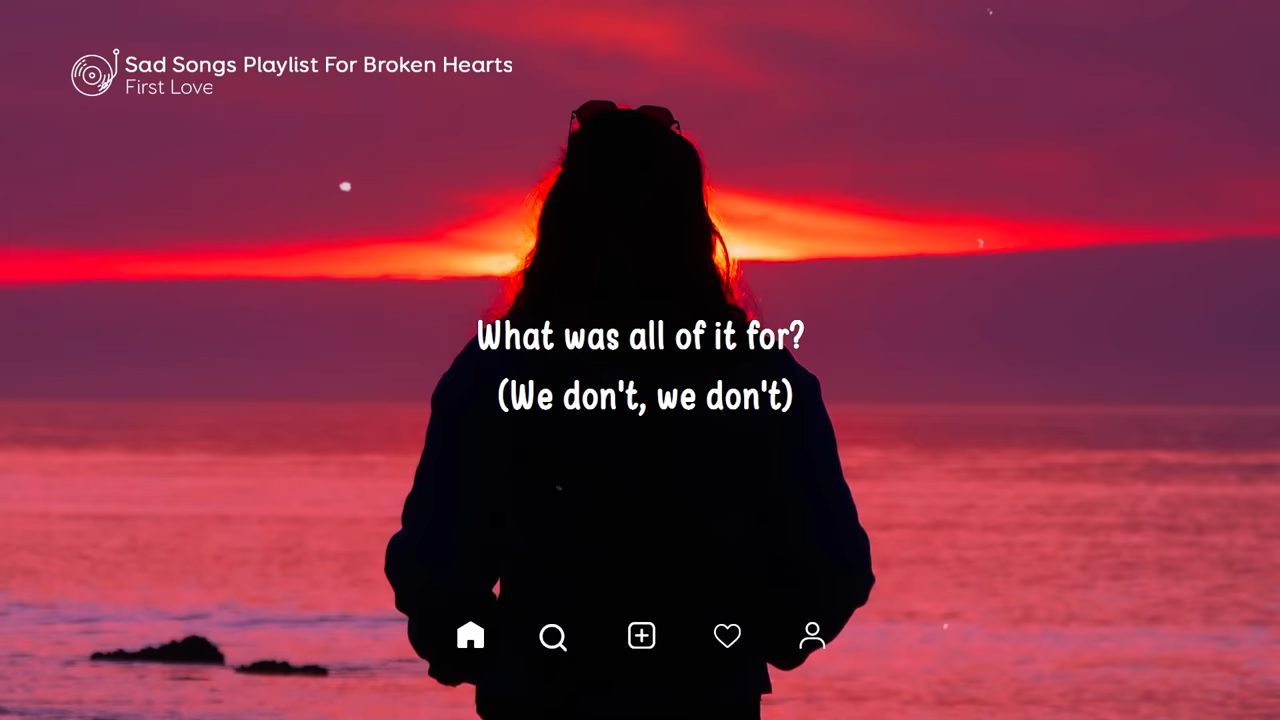 Sad Songs Playlist For Broken Hearts
First Love
What was all of it for?
(We don't, we don't)